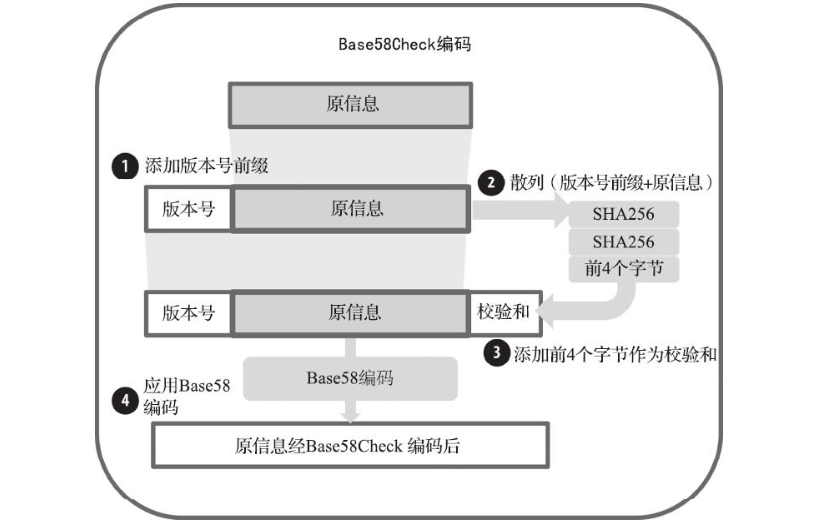 Base58Check编码
原信息
1 添加版本号前缀
2 散列（版本号前缀+原信息）
版本号
原信息
SHA256
SHA256
前4个字节
版本号
原信息
校验和
3 添加前4个字节作为校验和
Base58编码
4 应用Base58
编码
原信息经Base58Check 编码后